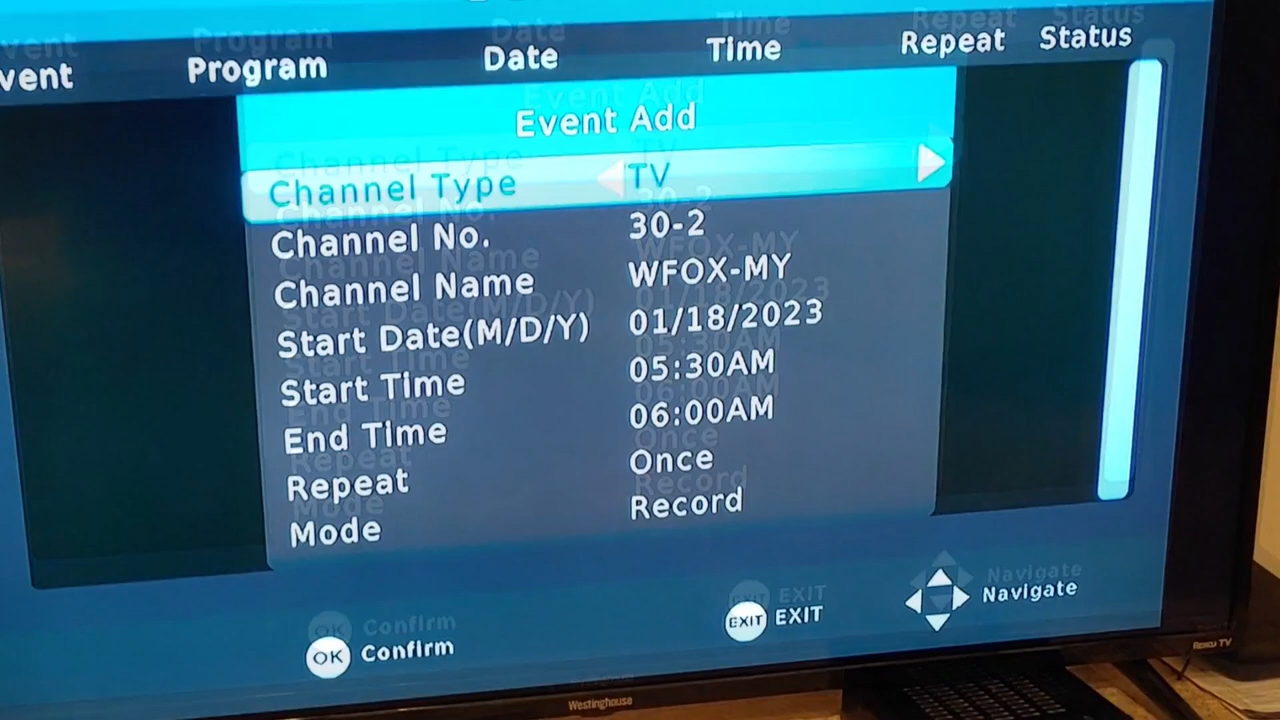 vent Program Date Time Repeat Status
Event Add
Channel Type TV
Channel No. 30-2
Channel Name WFOX-MY
Start Date(M/D/Y) 01/18/2023
Start Time 05:30AM
End Time 06:00AM
Repeat Once
Mode Record
OK Confirm EXIT EXIT Navigate
Westinghouse Roku TV